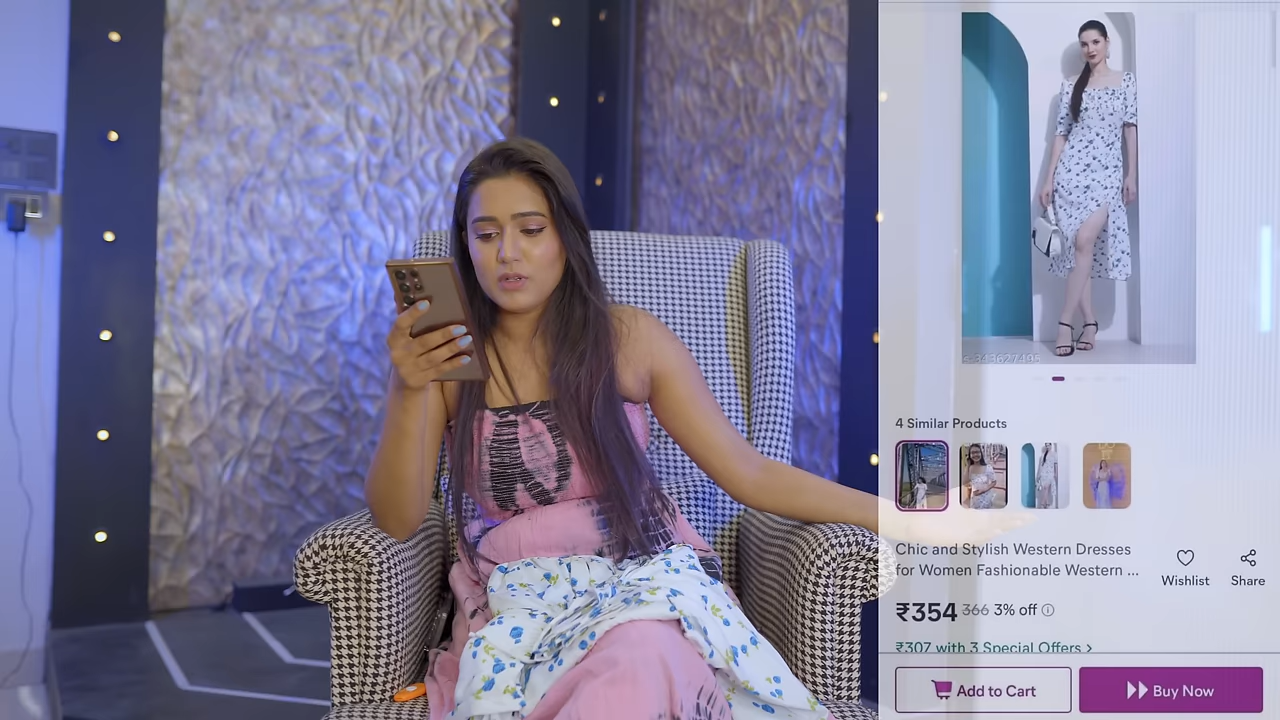 s-343627495
4 Similar Products
Chic and Stylish Western Dresses
for Women Fashionable Western ...
Wishlist
Share
₹354 366 3% off
₹307 with 3 Special Offers >
Add to Cart
Buy Now